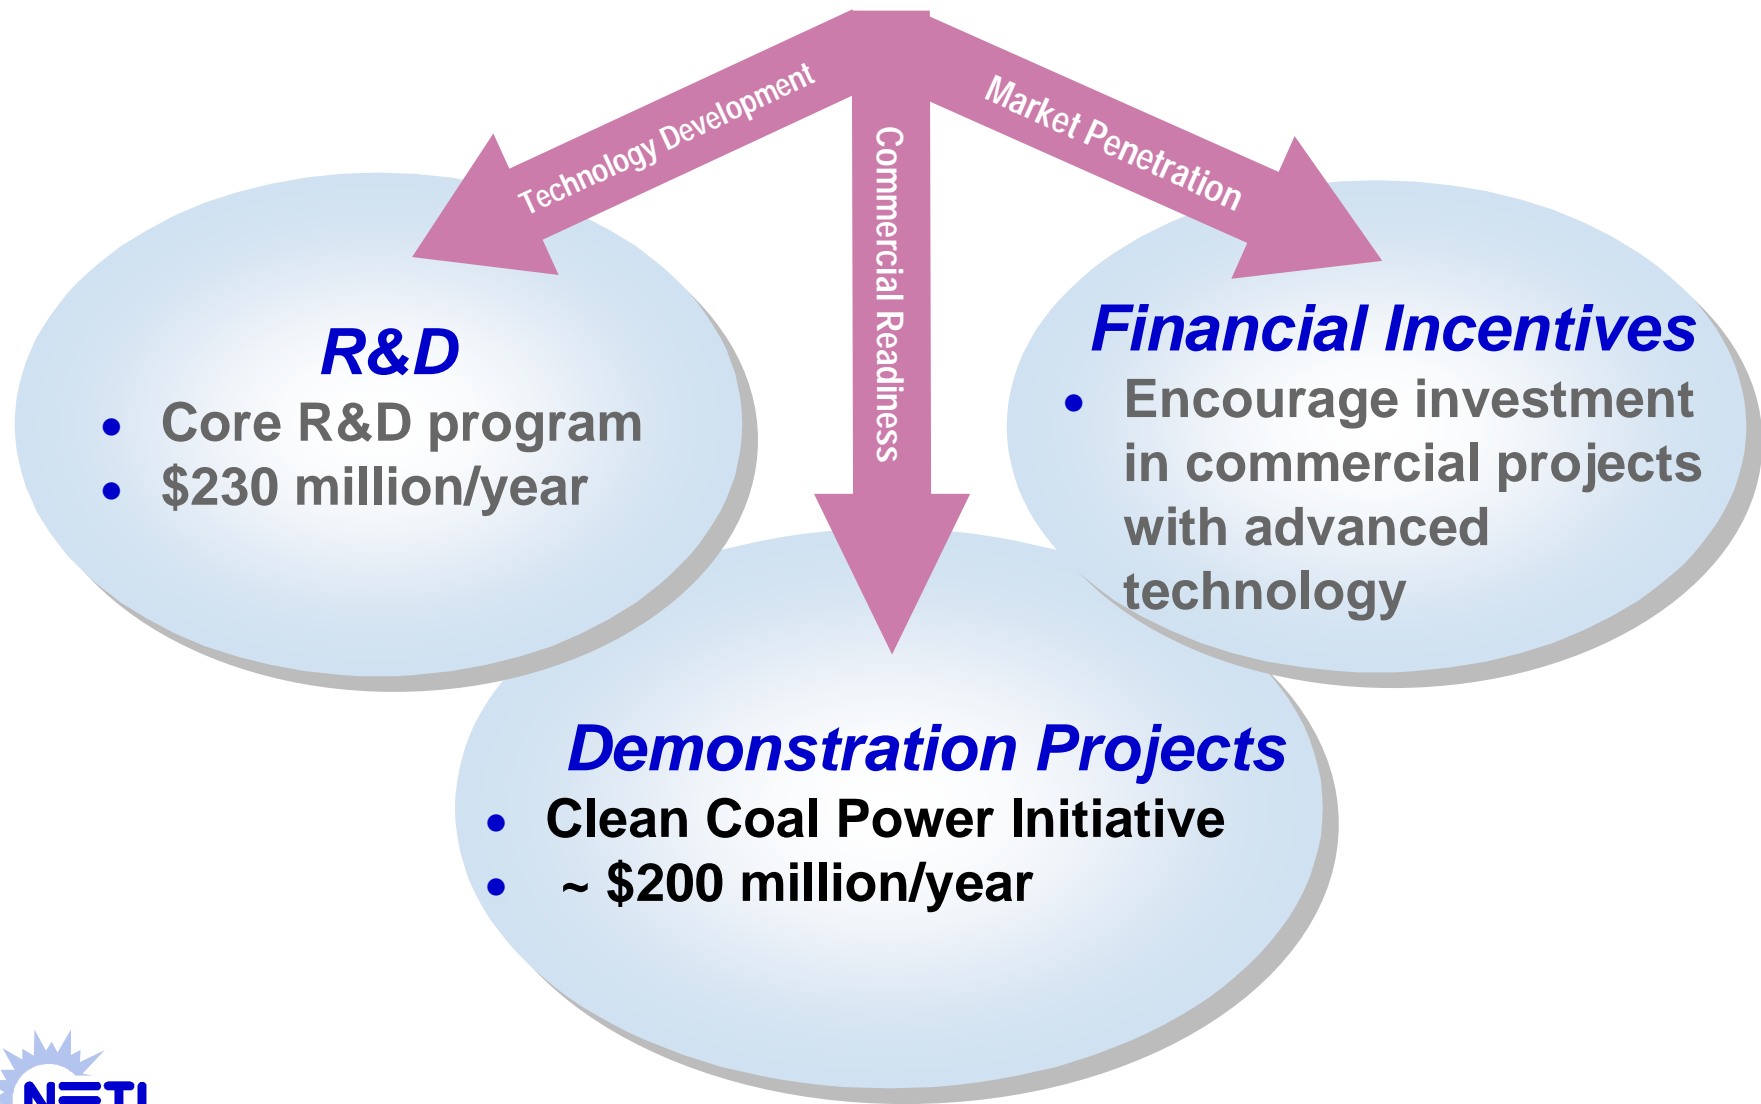 Technology Development
Commercial Readiness
Market Penetration
R&D
• Core R&D program
• $230 million/year
Financial Incentives
• Encourage investment
in commercial projects
with advanced
technology
Demonstration Projects
• Clean Coal Power Initiative
• ~ $200 million/year
NETL